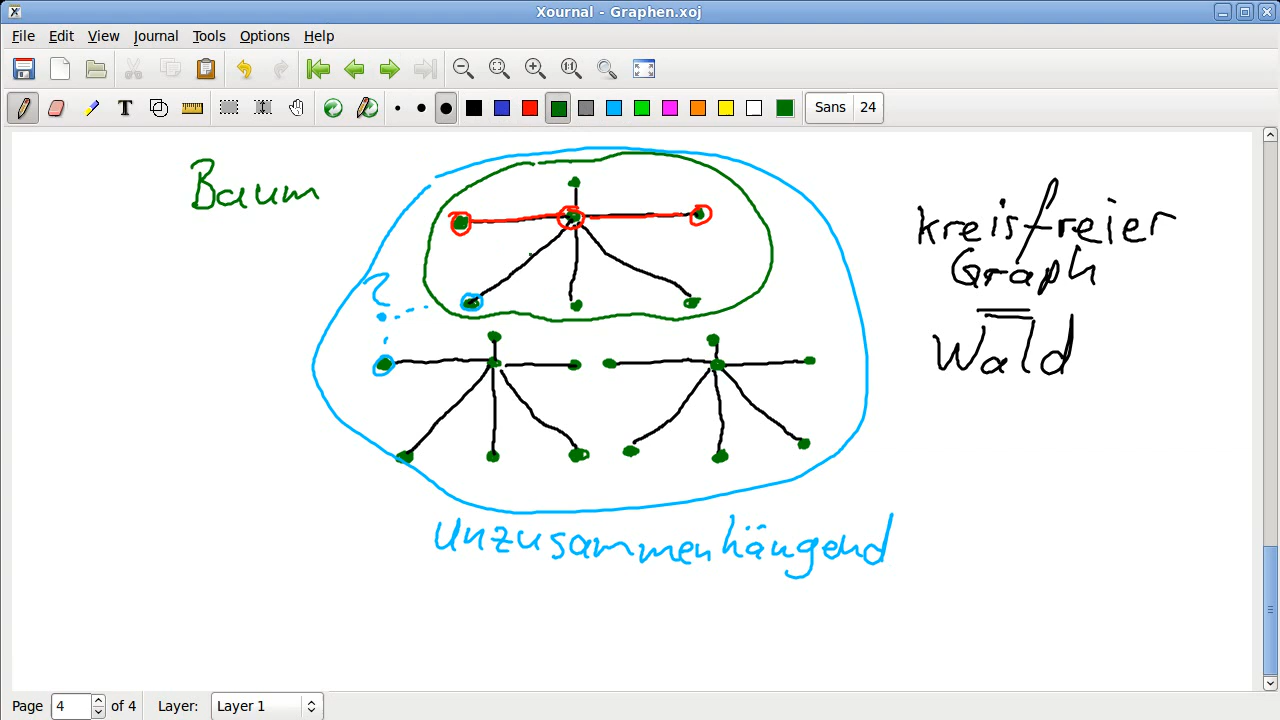 Xournal - Graphen.xoj
File Edit View Journal Tools Options Help
Sans 24
Baum
?
kreisfreier
Graph
Wald
Unzusammenhängend
Page 4 of 4 Layer: Layer 1